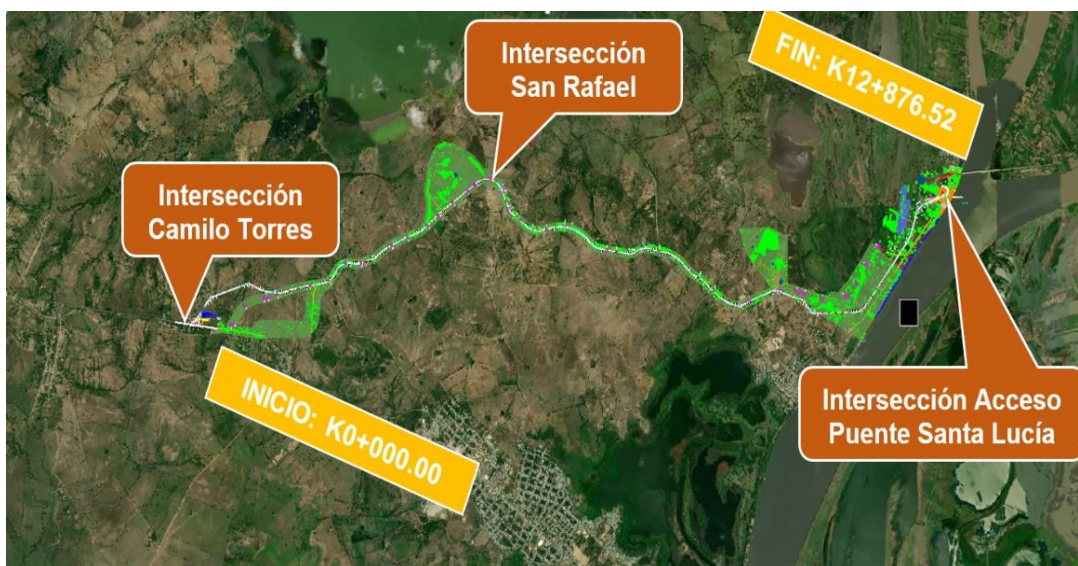 Intersección
San Rafael
FIN: K12+876.52
Intersección
Camilo Torres
INICIO: K0+000.00
Intersección Acceso
Puente Santa Lucía